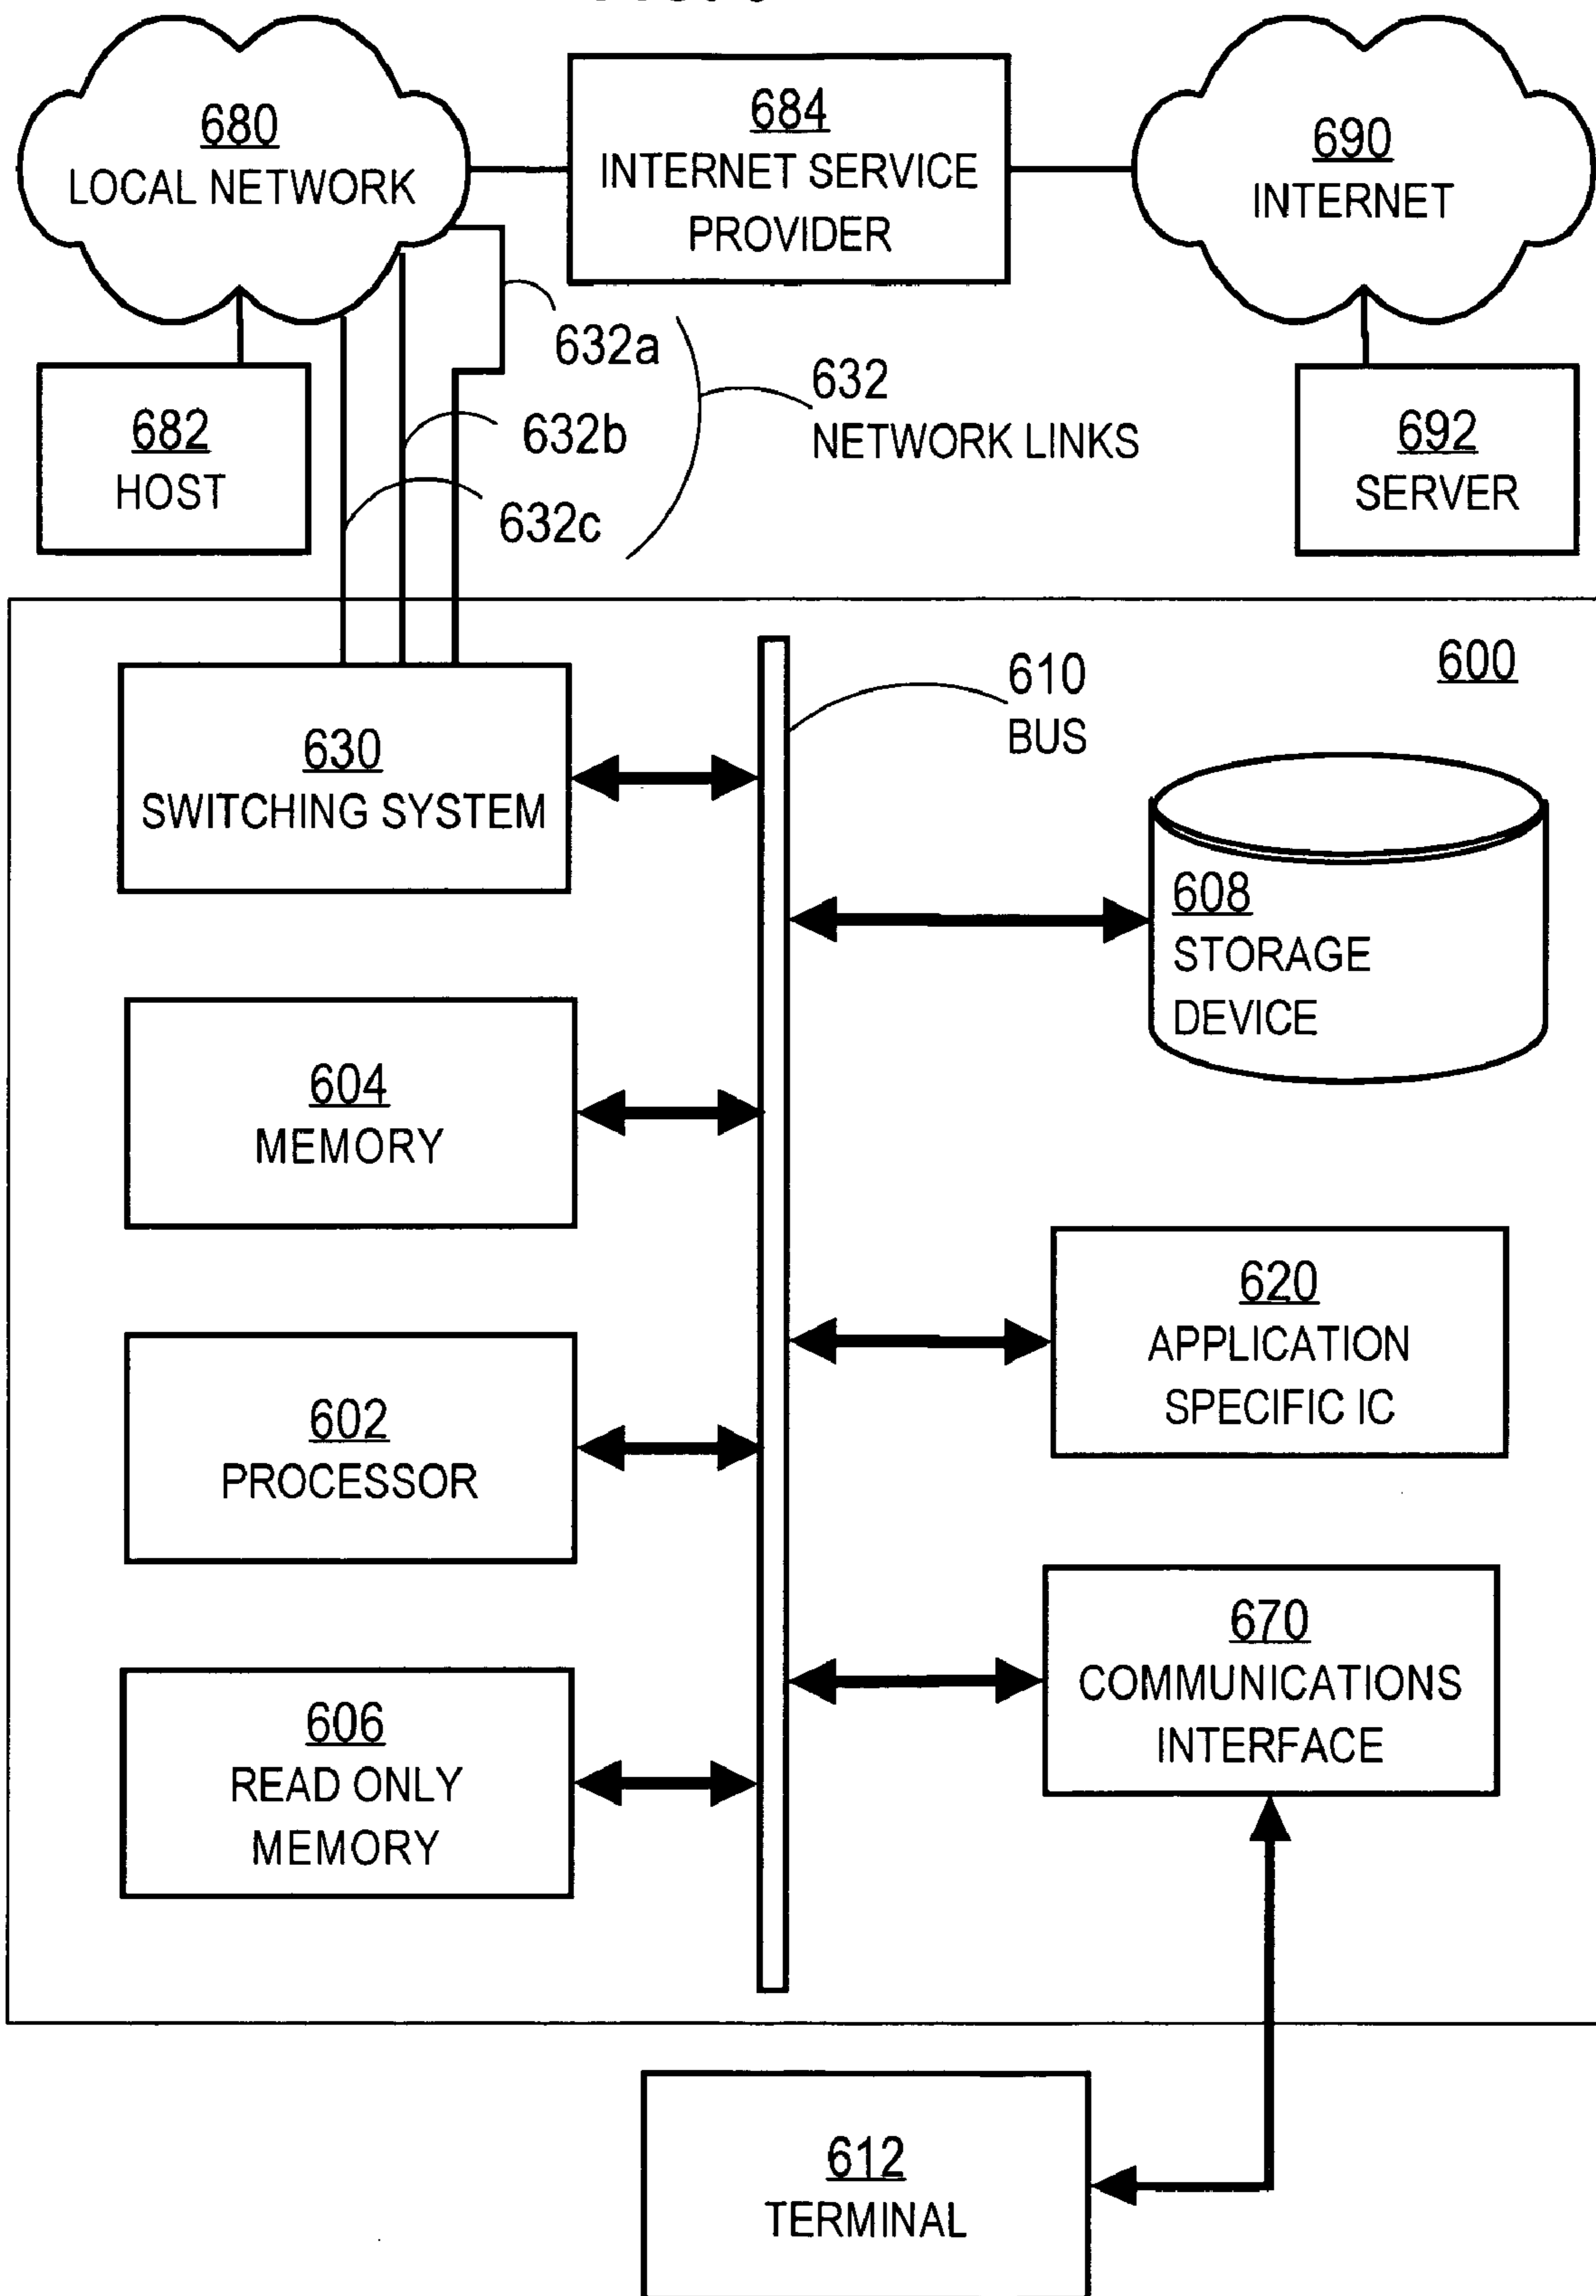 680
LOCAL NETWORK
684
INTERNET SERVICE
PROVIDER
690
INTERNET
632a
632
NETWORK LINKS
632b
632c
682
HOST
692
SERVER
600
610
BUS
630
SWITCHING SYSTEM
608
STORAGE
DEVICE
604
MEMORY
620
APPLICATION
SPECIFIC IC
602
PROCESSOR
670
COMMUNICATIONS
INTERFACE
606
READ ONLY
MEMORY
612
TERMINAL